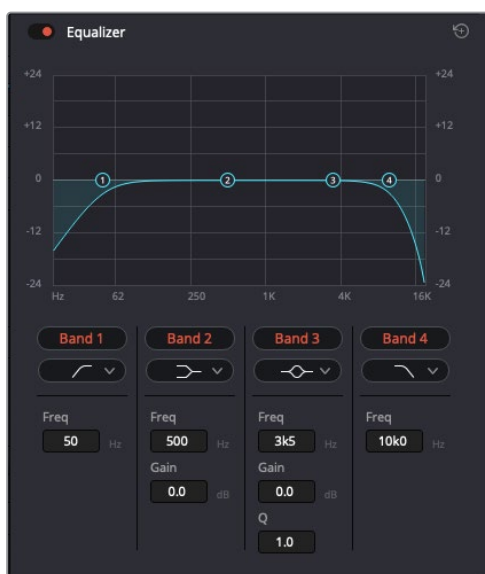 Equalizer
+24 +24
+12 +12
0 1 2 3 4 0
-12 -12
-24 -24
Hz 62 250 1K 4K 16K
Band 1 Band 2 Band 3 Band 4
Freq Freq Freq Freq
50 Hz 500 Hz 3k5 Hz 10k0 Hz
Gain Gain
0.0 dB 0.0 dB
Q
1.0